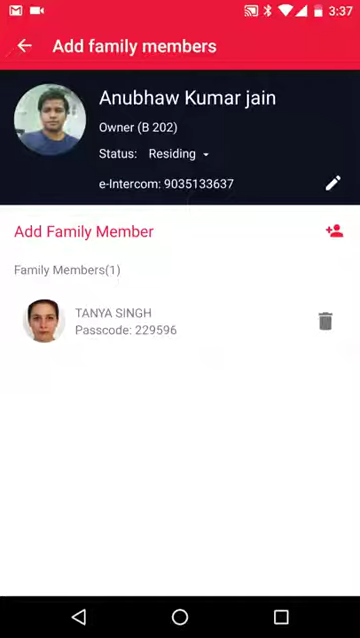 3:37
Add family members
Anubhaw Kumar jain
Owner (B 202)
Status: Residing
e-Intercom: 9035133637
Add Family Member
Family Members(1)
TANYA SINGH
Passcode: 229596